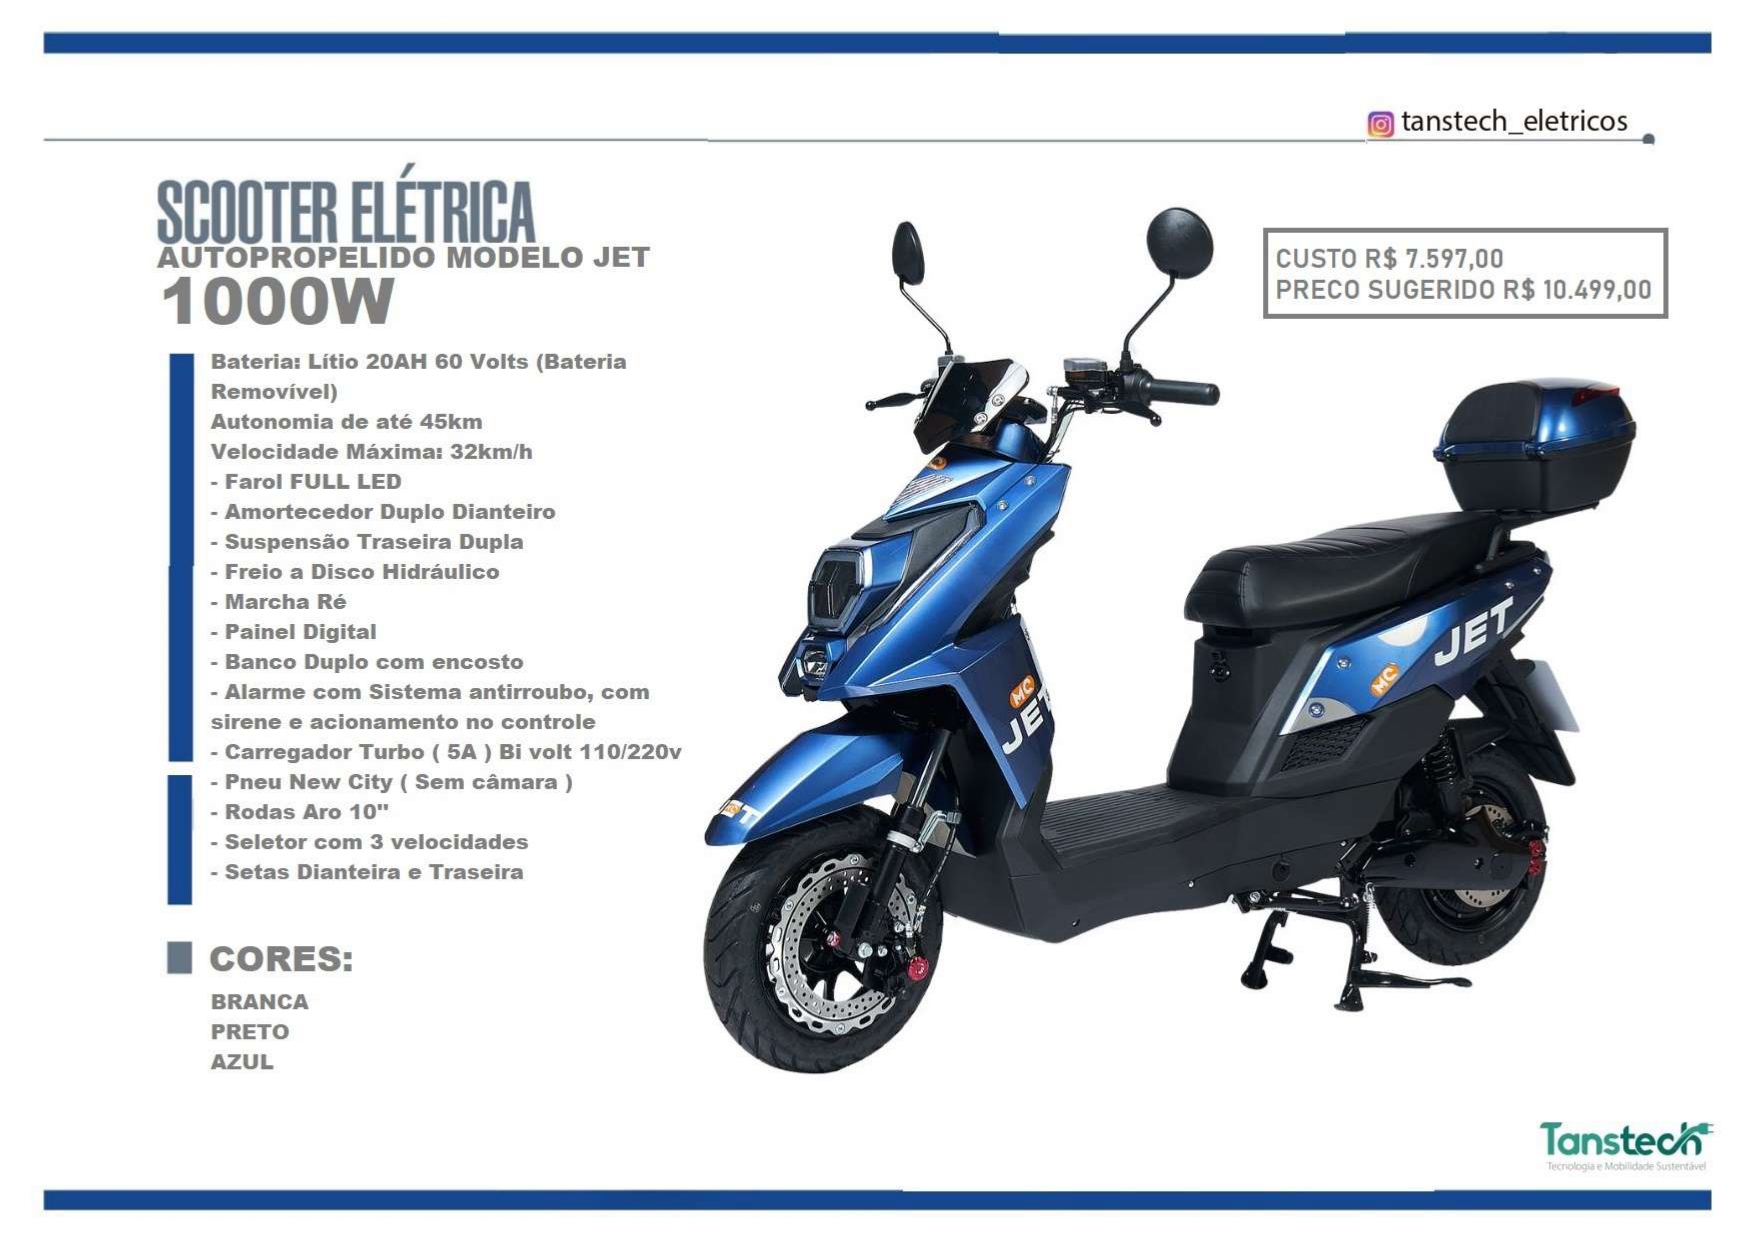 tanstech_eletricos
SCOOTER ELÉTRICA
AUTOPROPELIDO MODELO JET
1000W
CUSTO R$ 7.597,00
PRECO SUGERIDO R$ 10.499,00
Bateria: Lítio 20AH 60 Volts (Bateria
Removível)
Autonomia de até 45km
Velocidade Máxima: 32km/h
- Farol FULL LED
- Amortecedor Duplo Dianteiro
- Suspensão Traseira Dupla
- Freio a Disco Hidráulico
- Marcha Ré
- Painel Digital
- Banco Duplo com encosto
- Alarme com Sistema antirroubo, com
sirene e acionamento no controle
- Carregador Turbo ( 5A ) Bi volt 110/220v
- Pneu New City ( Sem câmara )
- Rodas Aro 10"
- Seletor com 3 velocidades
- Setas Dianteira e Traseira
CORES:
BRANCA
PRETO
AZUL
JET
MC
MC
JET
Tanstech
Tecnologia e Mobilidade Sustentável